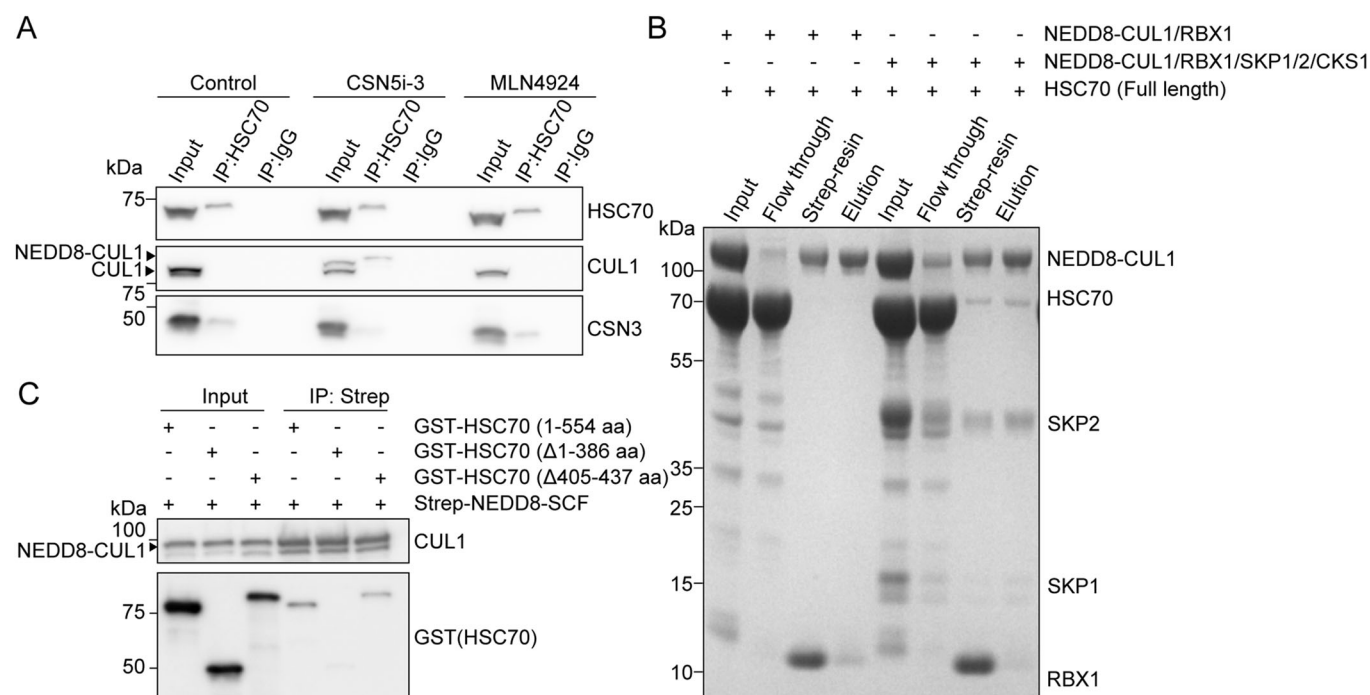 A
Control CSN5i-3 MLN4924
Input IP:HSC70 IP:IgG Input IP:HSC70 IP:IgG Input IP:HSC70 IP:IgG
kDa
75
HSC70
NEDD8-CUL1
CUL1
CUL1
75
50
CSN3
B
+ + + + - - - - NEDD8-CUL1/RBX1
- - - - + + + + NEDD8-CUL1/RBX1/SKP1/2/CKS1
+ + + + + + + + HSC70 (Full length)
Input Flow through Strep-resin Elution Input Flow through Strep-resin Elution
kDa
NEDD8-CUL1
100
70
HSC70
55
SKP2
35
25
15
SKP1
10
RBX1
C
Input IP: Strep
+ - - + - - GST-HSC70 (1-554 aa)
- + - - + - GST-HSC70 (Δ1-386 aa)
- - + - - + GST-HSC70 (Δ405-437 aa)
+ + + + + + Strep-NEDD8-SCF
kDa
100
NEDD8-CUL1
CUL1
75
GST(HSC70)
50